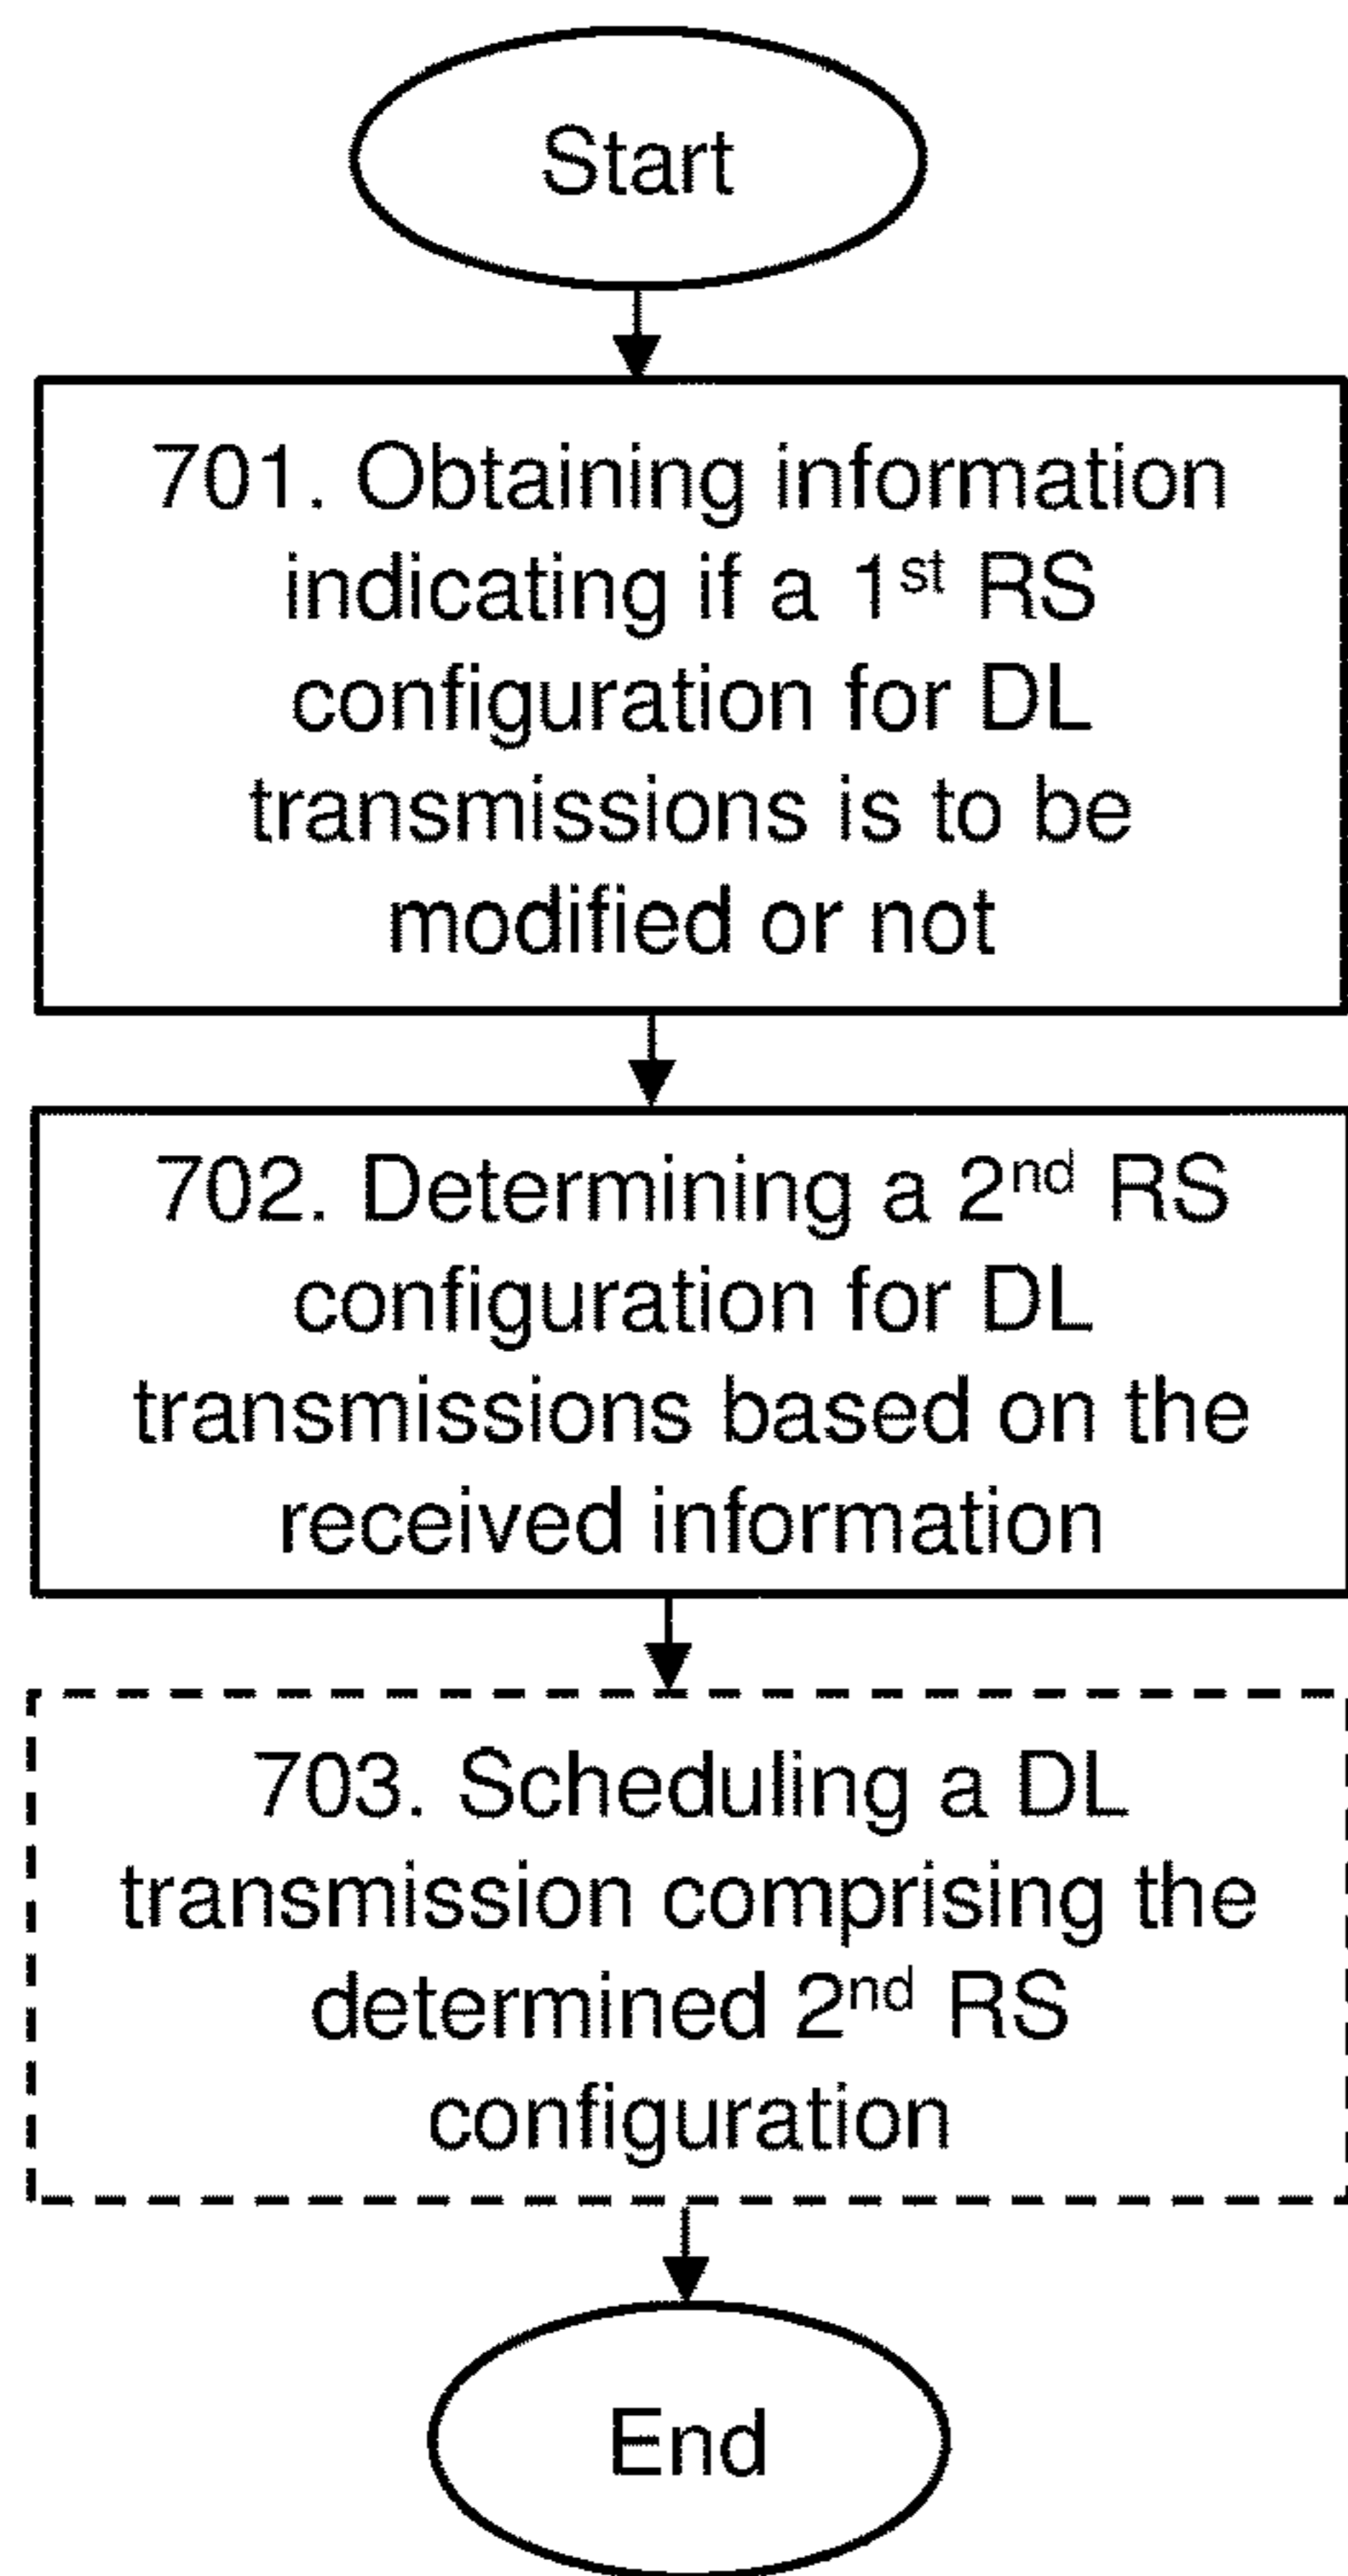 Start
701. Obtaining information
indicating if a 1st RS
configuration for DL
transmissions is to be
modified or not
702. Determining a 2nd RS
configuration for DL
transmissions based on the
received information
703. Scheduling a DL
transmission comprising the
determined 2nd RS
configuration
End